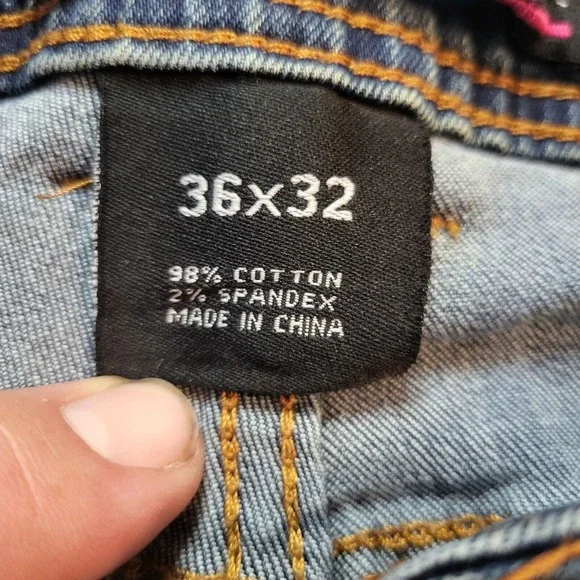 36x32
98% COTTON
2% SPANDEX
MADE IN CHINA